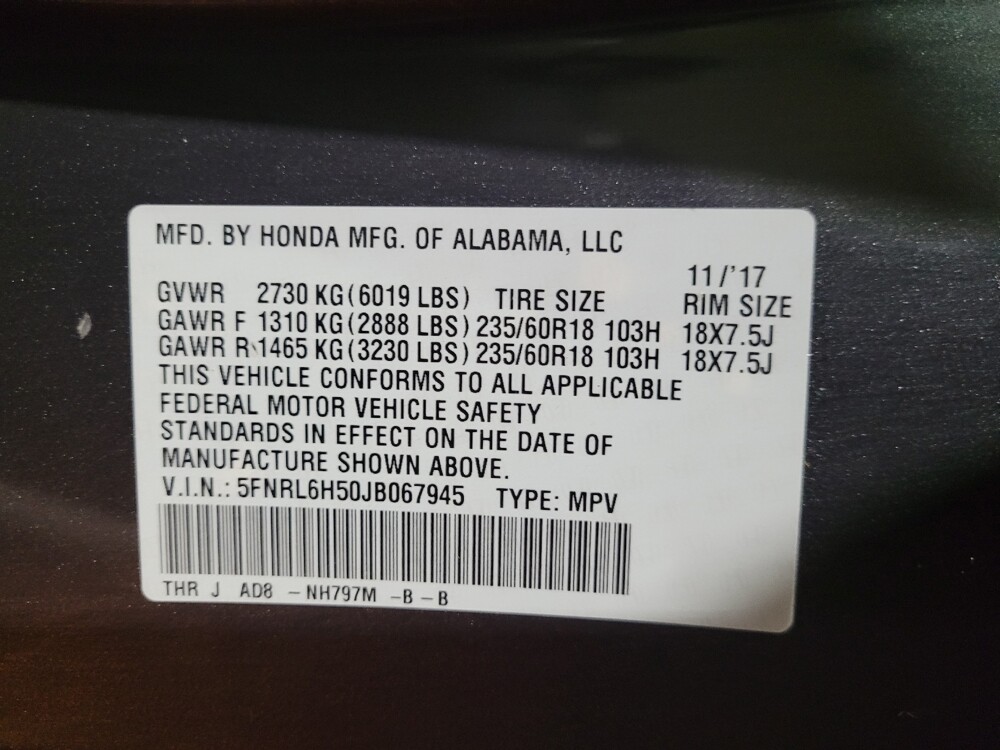 MFD. BY HONDA MFG. OF ALABAMA, LLC
11/'17
GVWR 2730 KG(6019 LBS) TIRE SIZE RIM SIZE
GAWR F 1310 KG(2888 LBS) 235/60R18 103H 18X7.5J
GAWR R 1465 KG(3230 LBS) 235/60R18 103H 18X7.5J
THIS VEHICLE CONFORMS TO ALL APPLICABLE
FEDERAL MOTOR VEHICLE SAFETY
STANDARDS IN EFFECT ON THE DATE OF
MANUFACTURE SHOWN ABOVE.
V.I.N.: 5FNRL6H50JB067945 TYPE: MPV
THR J AD8 - NH797M - B - B